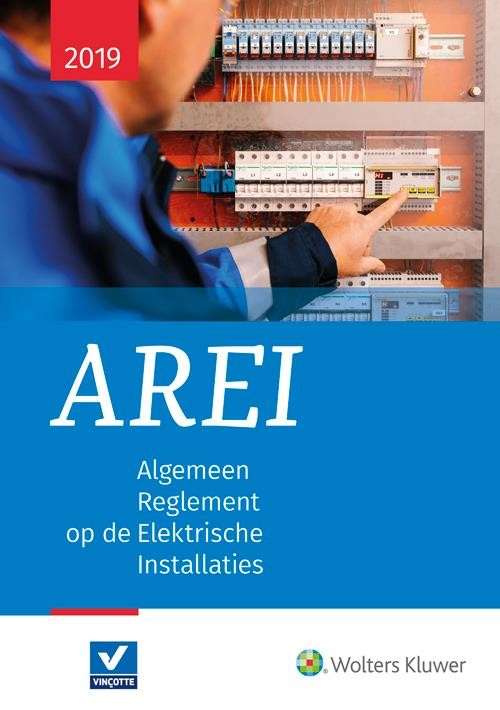 2019
AREI
Algemeen
Reglement
op de Elektrische
Installaties
VINÇOTTE
Wolters Kluwer